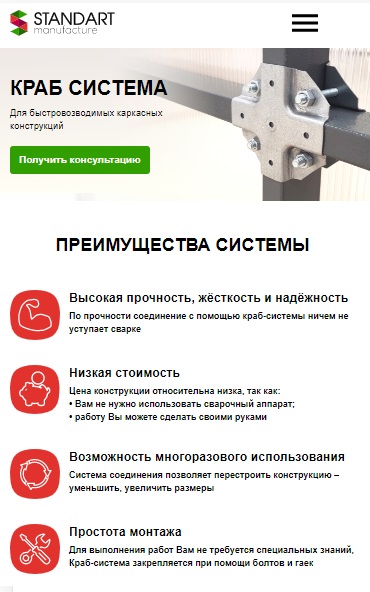 STANDART
manufacture
КРАБ СИСТЕМА
Для быстровозводимых каркасных
конструкций
Получить консультацию
ПРЕИМУЩЕСТВА СИСТЕМЫ
Высокая прочность, жёсткость и надёжность
По прочности соединение с помощью краб-системы ничем не
уступает сварке
Низкая стоимость
Цена конструкции относительна низка, так как:
• Вам не нужно использовать сварочный аппарат;
• работу Вы можете сделать своими руками
Возможность многоразового использования
Система соединения позволяет перестроить конструкцию –
уменьшить, увеличить размеры
Простота монтажа
Для выполнения работ Вам не требуется специальных знаний,
Краб-система закрепляется при помощи болтов и гаек